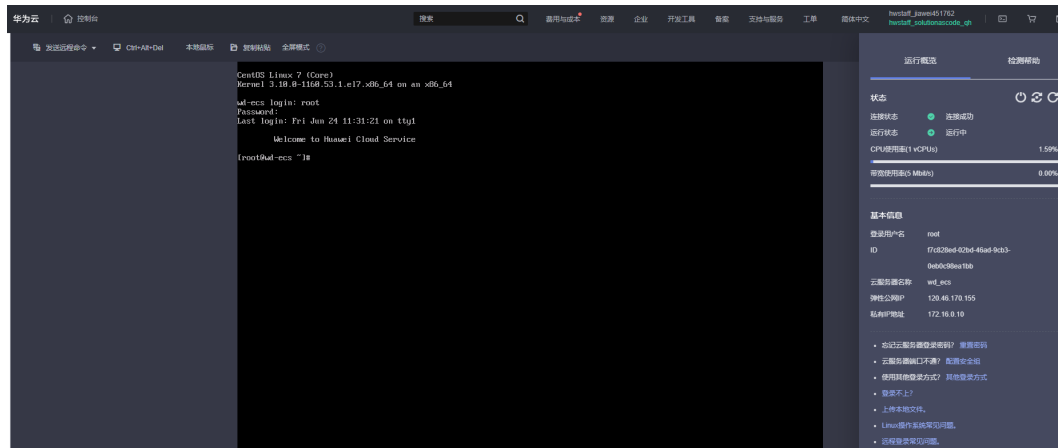 华为云 控制台 搜索 费用与成本 资源 企业 开发工具 备案 支持与服务 工单 简体中文 hwstaff_jiawei451762
hwstaff_solutionascode_qh
发送远程命令 Ctrl+Alt+Del 本地鼠标 复制粘贴 全屏模式
CentOS Linux 7 (Core)
Kernel 3.10.0-1160.53.1.el7.x86_64 on an x86_64
wd-ecs login: root
Password:
Last login: Fri Jun 24 11:31:21 on tty1
Welcome to Huawei Cloud Service
[root@wd-ecs ~]#
运行概览 检测帮助
状态
连接状态 连接成功
运行状态 运行中
CPU使用率(1 vCPUs) 1.59%
带宽使用率(5 Mbit/s) 0.00%
基本信息
登录用户名 root
ID f7c828ed-02bd-46ad-9cb3-
0eb0c98ea1bb
云服务器名称 wd_ecs
弹性公网IP 120.46.170.155
私有IP地址 172.16.0.10
• 忘记云服务器登录密码? 重置密码
• 云服务器端口不通? 配置安全组
• 使用其他登录方式? 其他登录方式
• 登录不上?
• 上传本地文件。
• Linux操作系统常见问题。
• 远程登录常见问题。